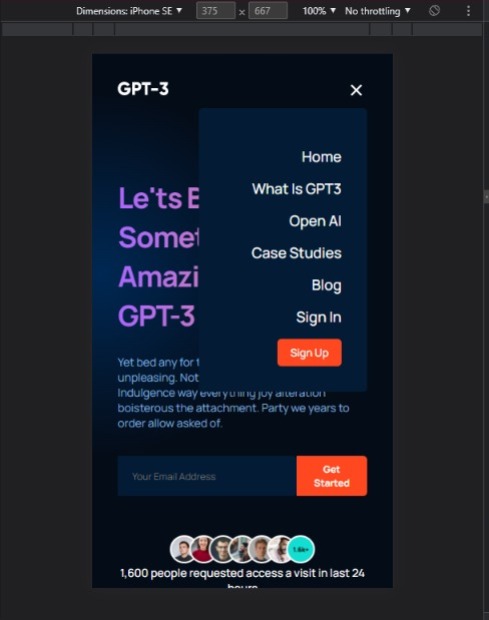 Dimensions: iPhone SE ▼ 375 x 667 100% ▼ No throttling ▼
GPT-3
Home
What Is GPT3
Open AI
Case Studies
Blog
Sign In
Sign Up
Le'ts B
Somet
Amazi
GPT-3
Yet bed any for t
unpleasing. Not
Indulgence way everything joy alteration
boisterous the attachment. Party we years to
order allow asked of.
Your Email Address
Get
Started
1.6k+
1,600 people requested access a visit in last 24
hours